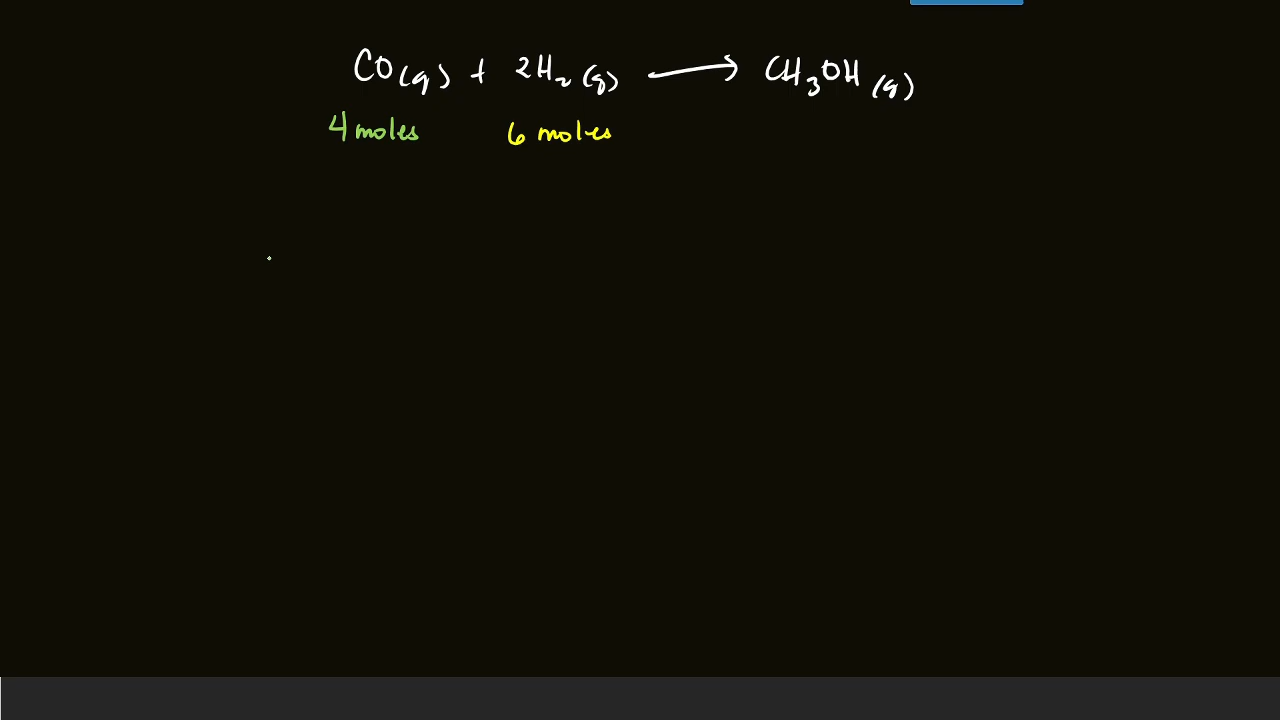 CO(g) + 2H₂(g) → CH₃OH(g)
4 moles 6 moles